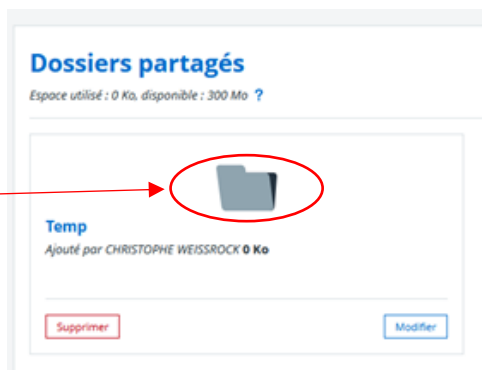 Dossiers partagés
Espace utilisé : 0 Ko, disponible : 300 Mo ?
Temp
Ajouté par CHRISTOPHE WEISSROCK 0 Ko
Supprimer
Modifier